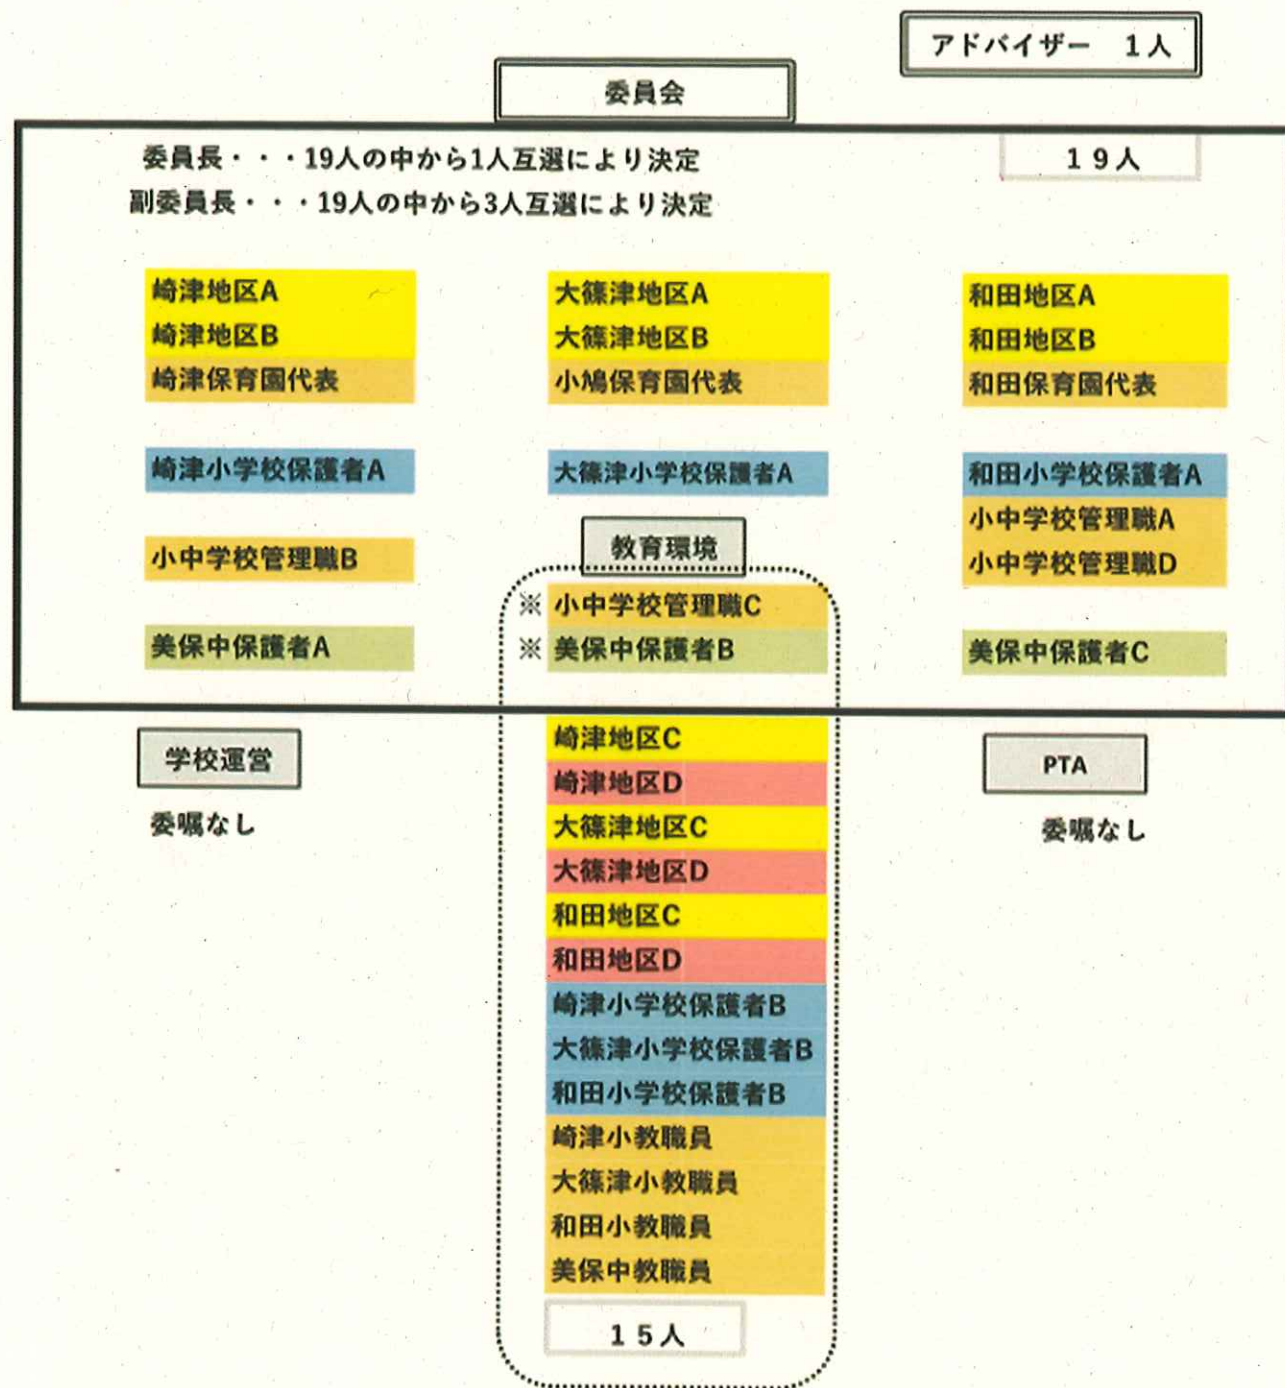 アドバイザー　1人
委員会
19人
委員長・・・19人の中から1人互選により決定
副委員長・・・19人の中から3人互選により決定
崎津地区A
崎津地区B
崎津保育園代表
崎津小学校保護者A
小中学校管理職B
美保中保護者A
大篠津地区A
大篠津地区B
小鳩保育園代表
大篠津小学校保護者A
和田地区A
和田地区B
和田保育園代表
和田小学校保護者A
小中学校管理職A
小中学校管理職D
美保中保護者C
教育環境
※ 小中学校管理職C
※ 美保中保護者B
崎津地区C
崎津地区D
大篠津地区C
大篠津地区D
和田地区C
和田地区D
崎津小学校保護者B
大篠津小学校保護者B
和田小学校保護者B
崎津小教職員
大篠津小教職員
和田小教職員
美保中教職員
15人
学校運営
委嘱なし
PTA
委嘱なし